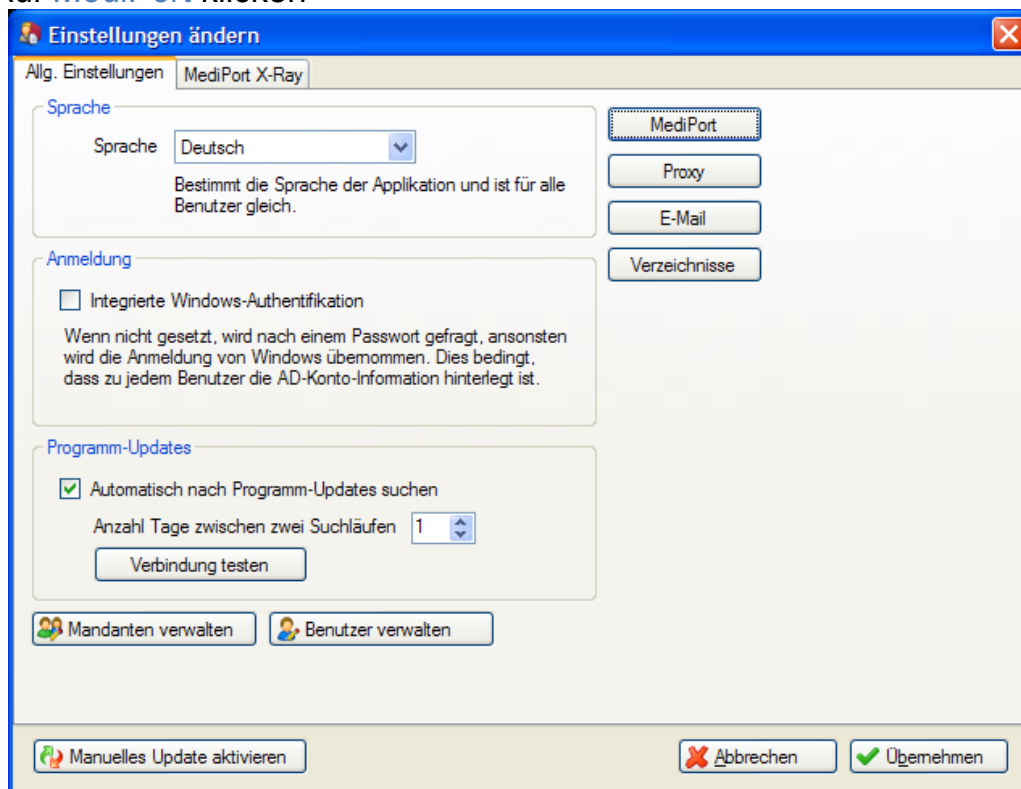 auf MediPort klicken
Einstellungen ändern
Allg. Einstellungen
MediPort X-Ray
Sprache
Sprache
Deutsch
Bestimmt die Sprache der Applikation und ist für alle
Benutzer gleich.
MediPort
Proxy
E-Mail
Verzeichnisse
Anmeldung
Integrierte Windows-Authentifikation
Wenn nicht gesetzt, wird nach einem Passwort gefragt, ansonsten
wird die Anmeldung von Windows übernommen. Dies bedingt,
dass zu jedem Benutzer die AD-Konto-Information hinterlegt ist.
Programm-Updates
Automatisch nach Programm-Updates suchen
Anzahl Tage zwischen zwei Suchläufen 1
Verbindung testen
Mandanten verwalten
Benutzer verwalten
Manuelles Update aktivieren
Abbrechen
Übernehmen